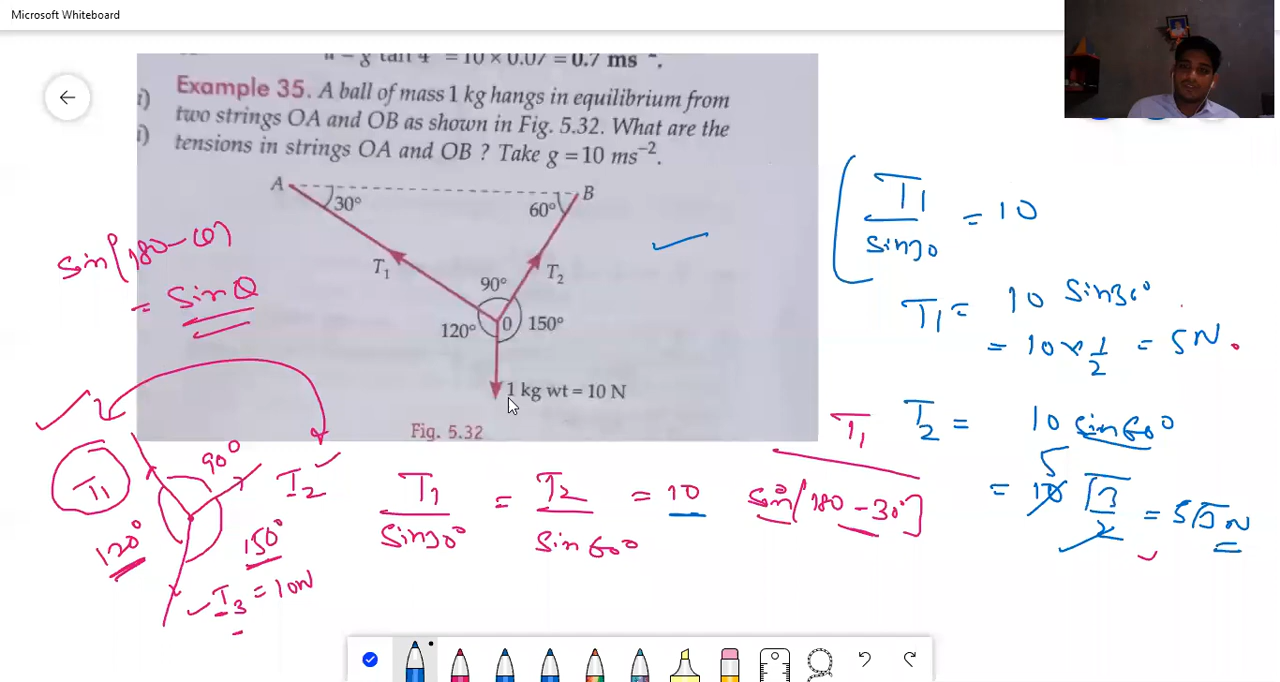 Microsoft Whiteboard
= 10 × 0.07 = 0.7 ms
Example 35. A ball of mass 1 kg hangs in equilibrium from
two strings OA and OB as shown in Fig. 5.32. What are the
tensions in strings OA and OB ? Take g = 10 ms⁻².
A
B
30°
60°
T₁
T₂
90°
120°
O
150°
1 kg wt = 10 N
Fig. 5.32
sin(180-θ)
= sinθ
T₁
90°
T₂
120°
150°
T₃ = 10N
T₁/sin30° = T₂/sin60° = 10
T₁/sin(180-30°)
T₁/sin30 = 10
T₁ = 10 sin30°
= 10 × 1/2 = 5N.
T₂ = 10 sin60°
5
= 10 √3/2 = 5√3 N